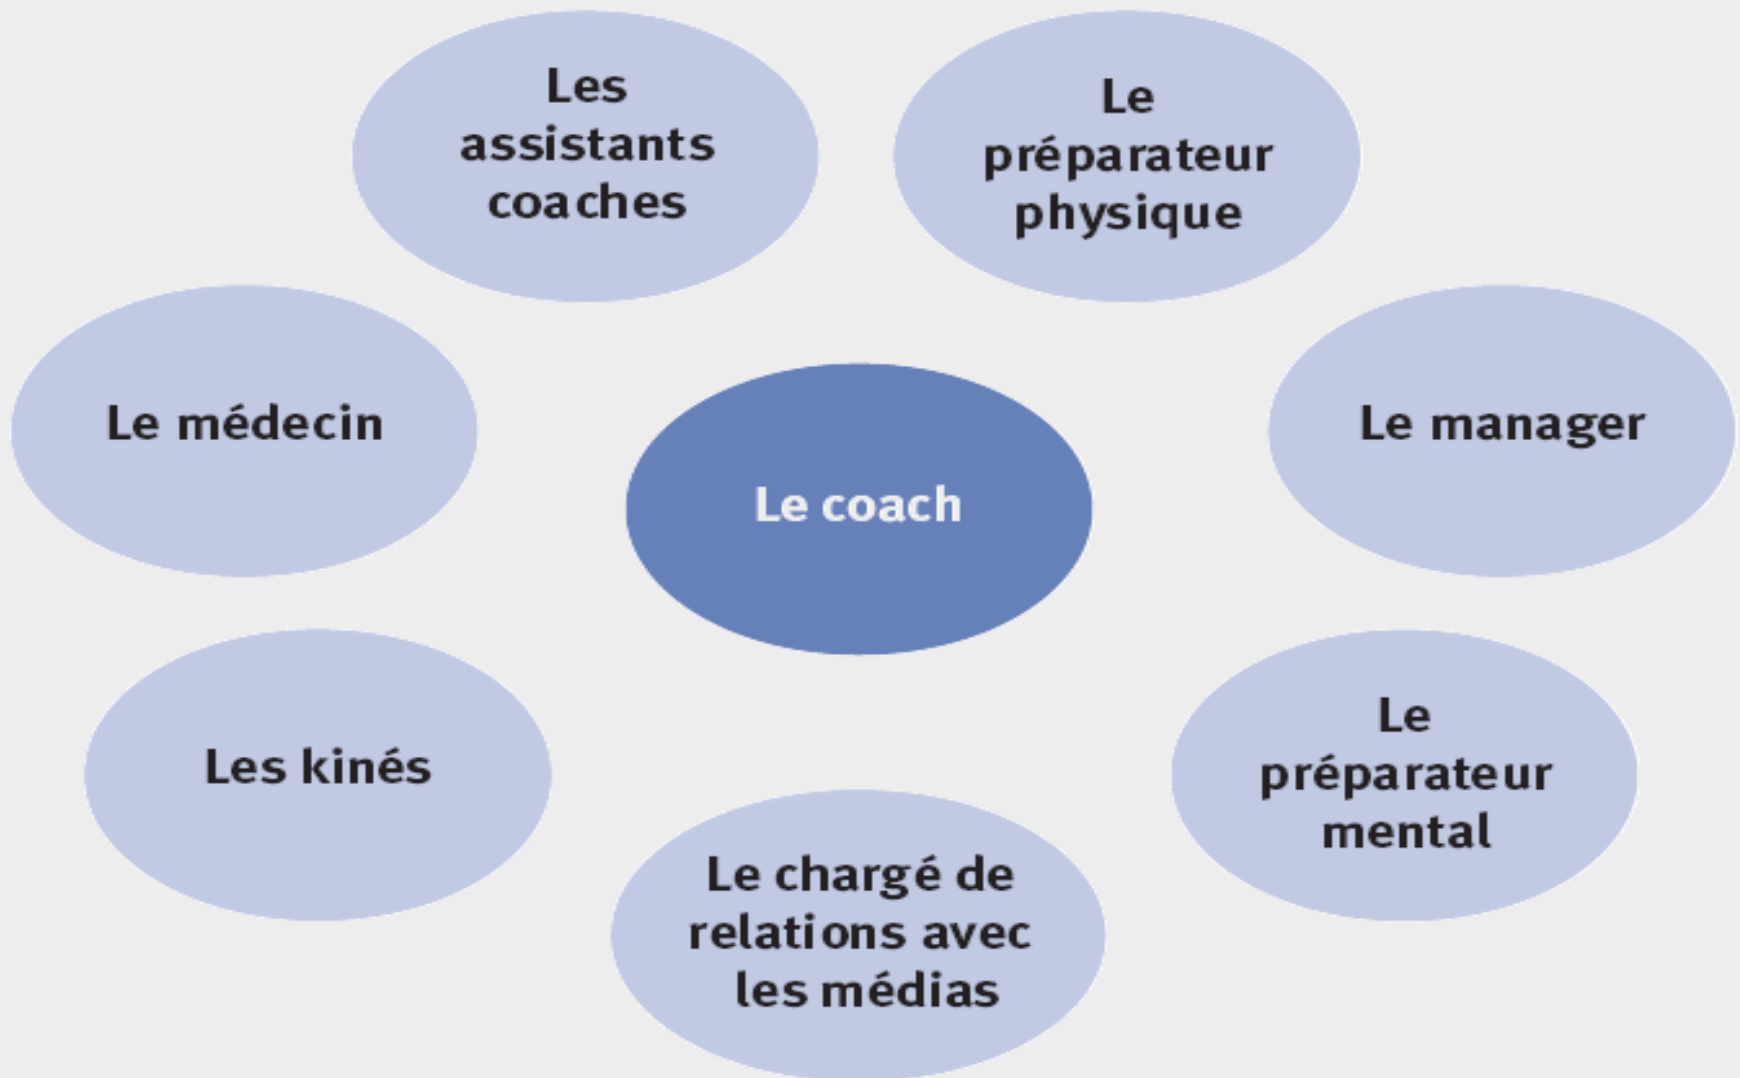 Les
assistants
coaches
Le
préparateur
physique
Le médecin
Le manager
Le coach
Les kinés
Le
préparateur
mental
Le chargé de
relations avec
les médias